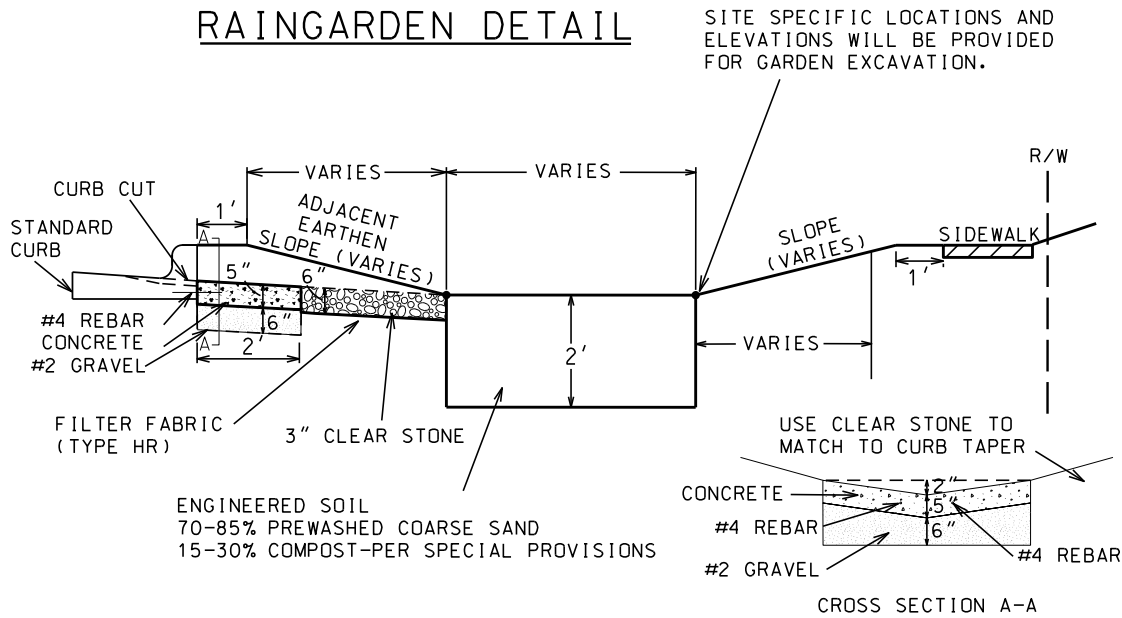 RAINGARDEN DETAIL
SITE SPECIFIC LOCATIONS AND
ELEVATIONS WILL BE PROVIDED
FOR GARDEN EXCAVATION.
R/W
VARIES
VARIES
CURB CUT
1'
ADJACENT
EARTHEN
SLOPE (VARIES)
STANDARD
CURB
A
5"
6"
SLOPE
(VARIES)
SIDEWALK
1'
#4 REBAR
CONCRETE
#2 GRAVEL
6"
A
2'
2'
VARIES
FILTER FABRIC
(TYPE HR)
3" CLEAR STONE
USE CLEAR STONE TO
MATCH TO CURB TAPER
ENGINEERED SOIL
70-85% PREWASHED COARSE SAND
15-30% COMPOST-PER SPECIAL PROVISIONS
CONCRETE
2"
5"
#4 REBAR
6"
#4 REBAR
#2 GRAVEL
CROSS SECTION A-A